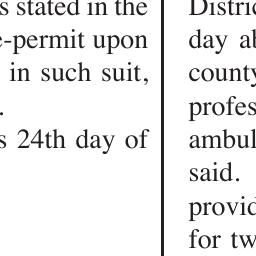 s stated in the
e-permit upon
in such suit,
.
s 24th day of
Distric
day ab
county
profes
ambul
said.
provid
for tw